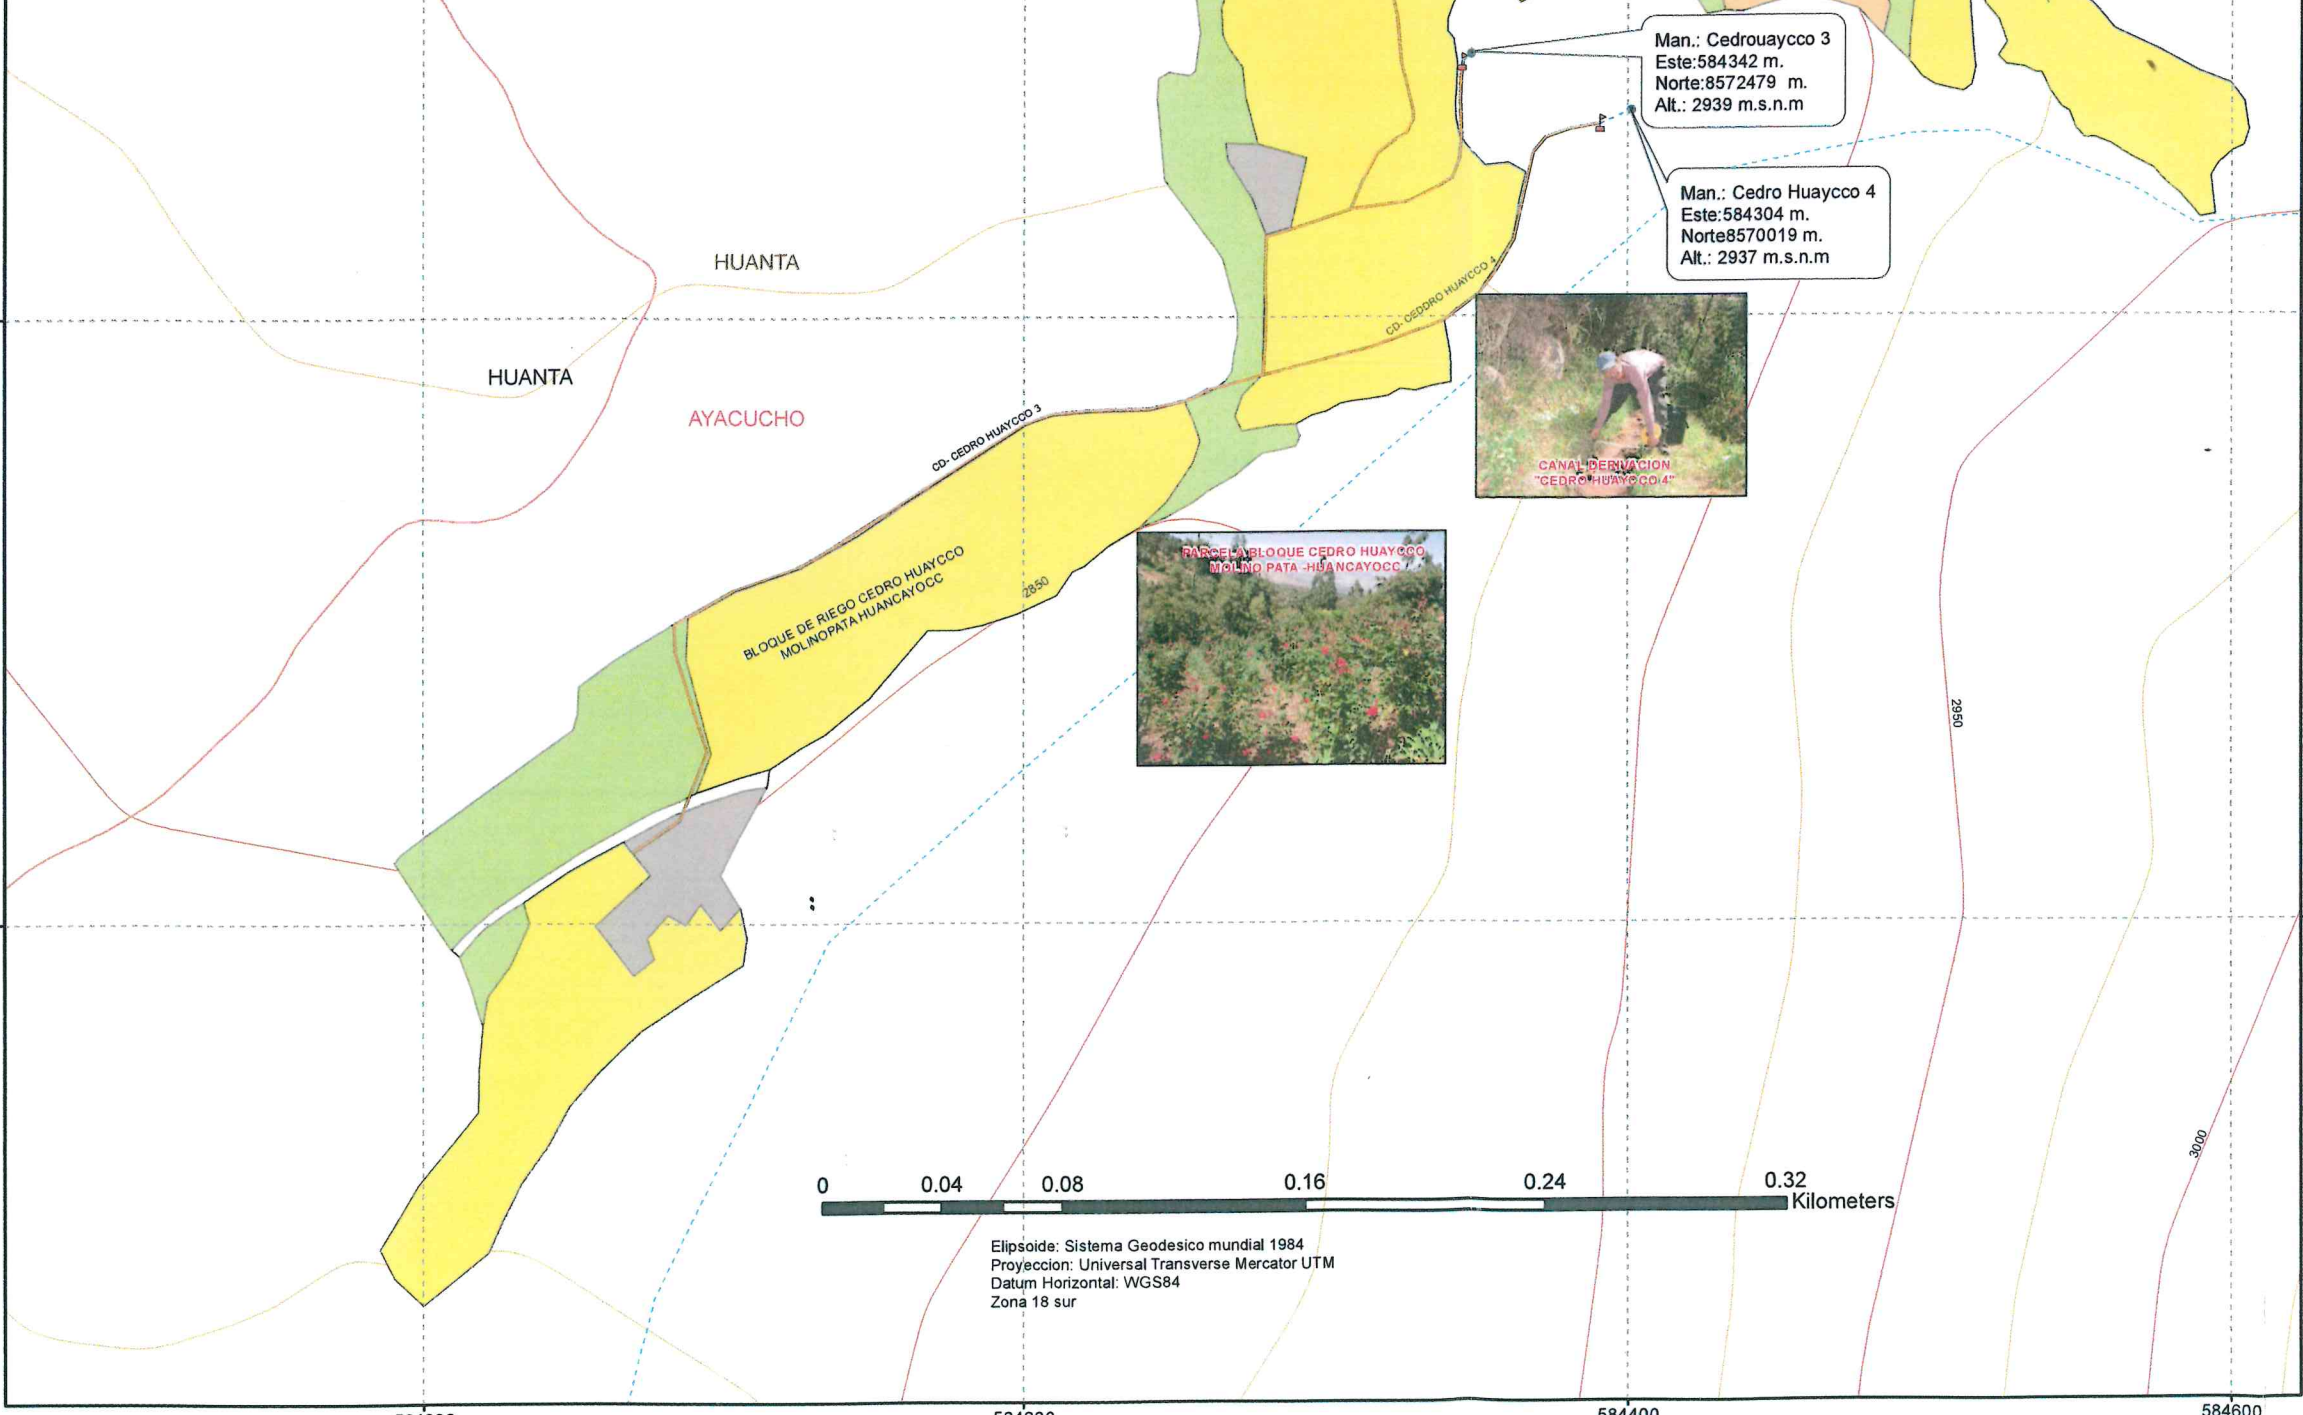 Man.: Cedrouaycco 3
Este:584342 m.
Norte:8572479 m.
Alt.: 2939 m.s.n.m
Man.: Cedro Huaycco 4
Este:584304 m.
Norte8570019 m.
Alt.: 2937 m.s.n.m
HUANTA
HUANTA
AYACUCHO
CD- CEDDRO HUAYCCO 4
CD- CEDRO HUAYCCO 3
CANAL DERIVACION
"CEDRO HUAYCCO 4"
PARCELA BLOQUE CEDRO HUAYCCO
MOLINO PATA -HUANCAYOCC
BLOQUE DE RIEGO CEDRO HUAYCCO
MOLINOPATA HUANCAYOCC
2850
2950
3000
0 0.04 0.08 0.16 0.24 0.32
Kilometers
Elipsoide: Sistema Geodesico mundial 1984
Proyeccion: Universal Transverse Mercator UTM
Datum Horizontal: WGS84
Zona 18 sur
584400 584600